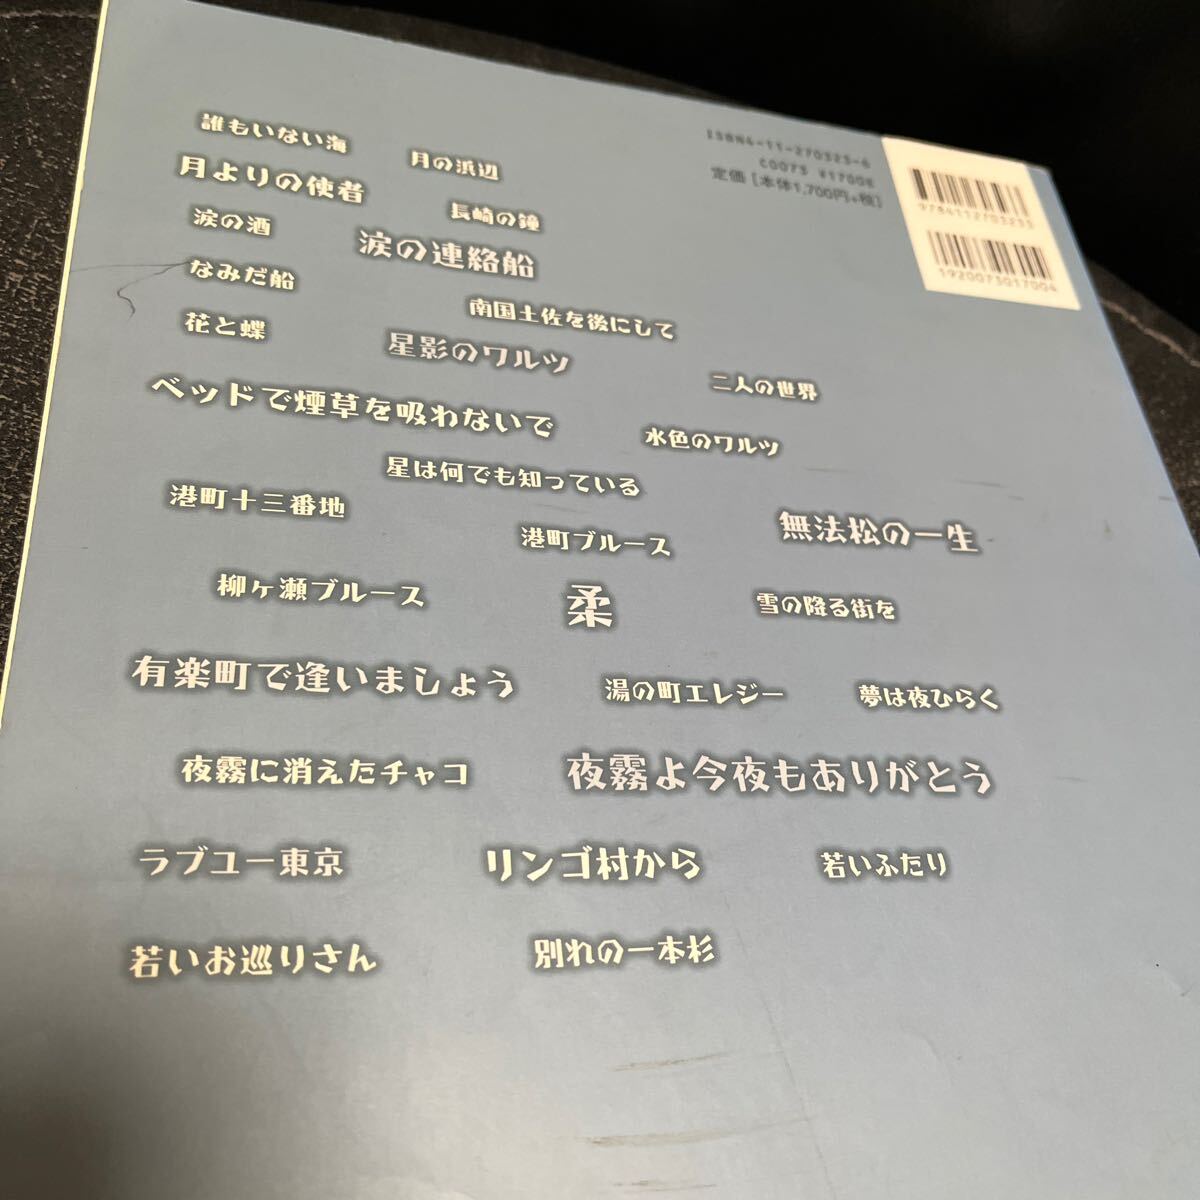 誰もいない海
月の浜辺
月よりの使者
長崎の鐘
涙の酒
涙の連絡船
なみだ船
南国土佐を後にして
花と蝶
星影のワルツ
二人の世界
ベッドで煙草を吸わないで
水色のワルツ
星は何でも知っている
港町十三番地
港町ブルース
無法松の一生
柳ヶ瀬ブルース
柔
雪の降る街を
有楽町で逢いましょう
湯の町エレジー
夢は夜ひらく
夜霧に消えたチャコ
夜霧よ今夜もありがとう
ラブユー東京
リンゴ村から
若いふたり
若いお巡りさん
別れの一本杉
ISBN4-11-270323-6
C0073 ¥1700E
定価 [本体1,700円+税]
9784112703233
1920073017004